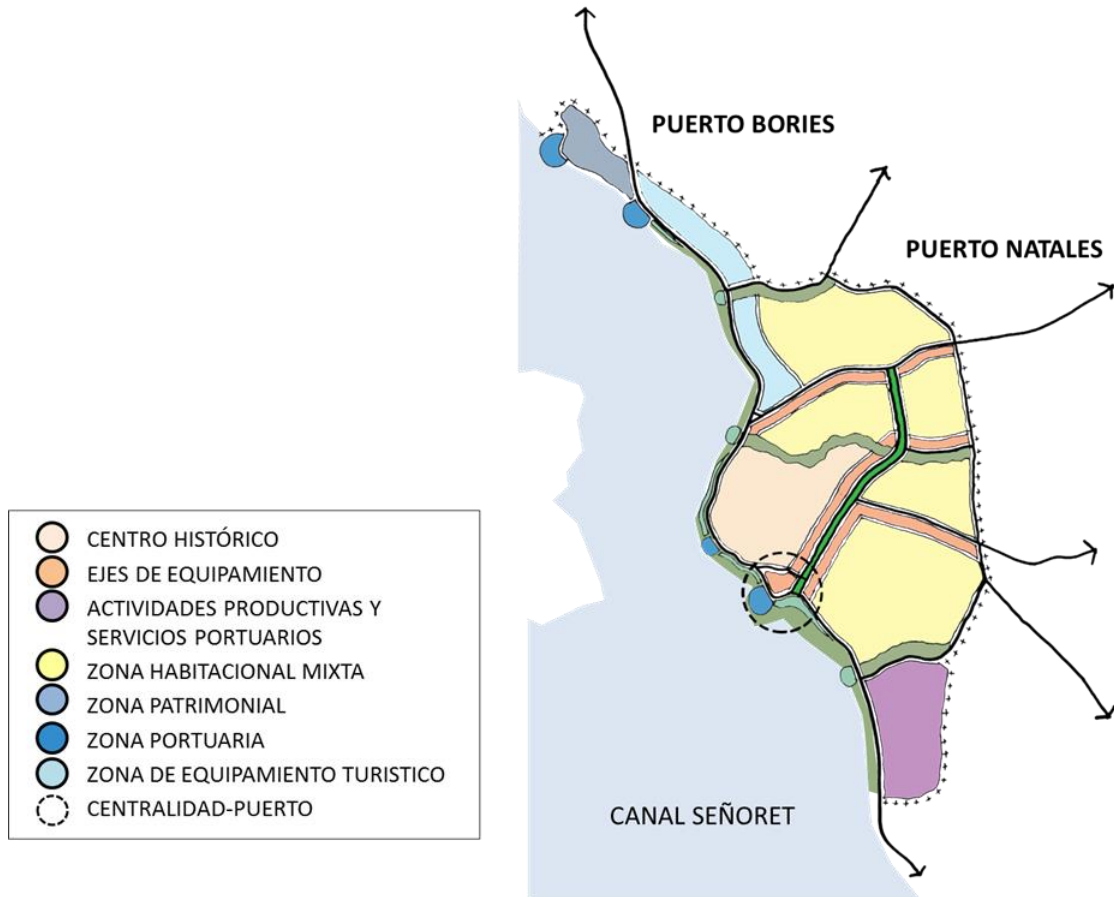 PUERTO BORIES
PUERTO NATALES
CENTRO HISTÓRICO
EJES DE EQUIPAMIENTO
ACTIVIDADES PRODUCTIVAS Y
SERVICIOS PORTUARIOS
ZONA HABITACIONAL MIXTA
ZONA PATRIMONIAL
ZONA PORTUARIA
ZONA DE EQUIPAMIENTO TURISTICO
CENTRALIDAD-PUERTO
CANAL SEÑORET